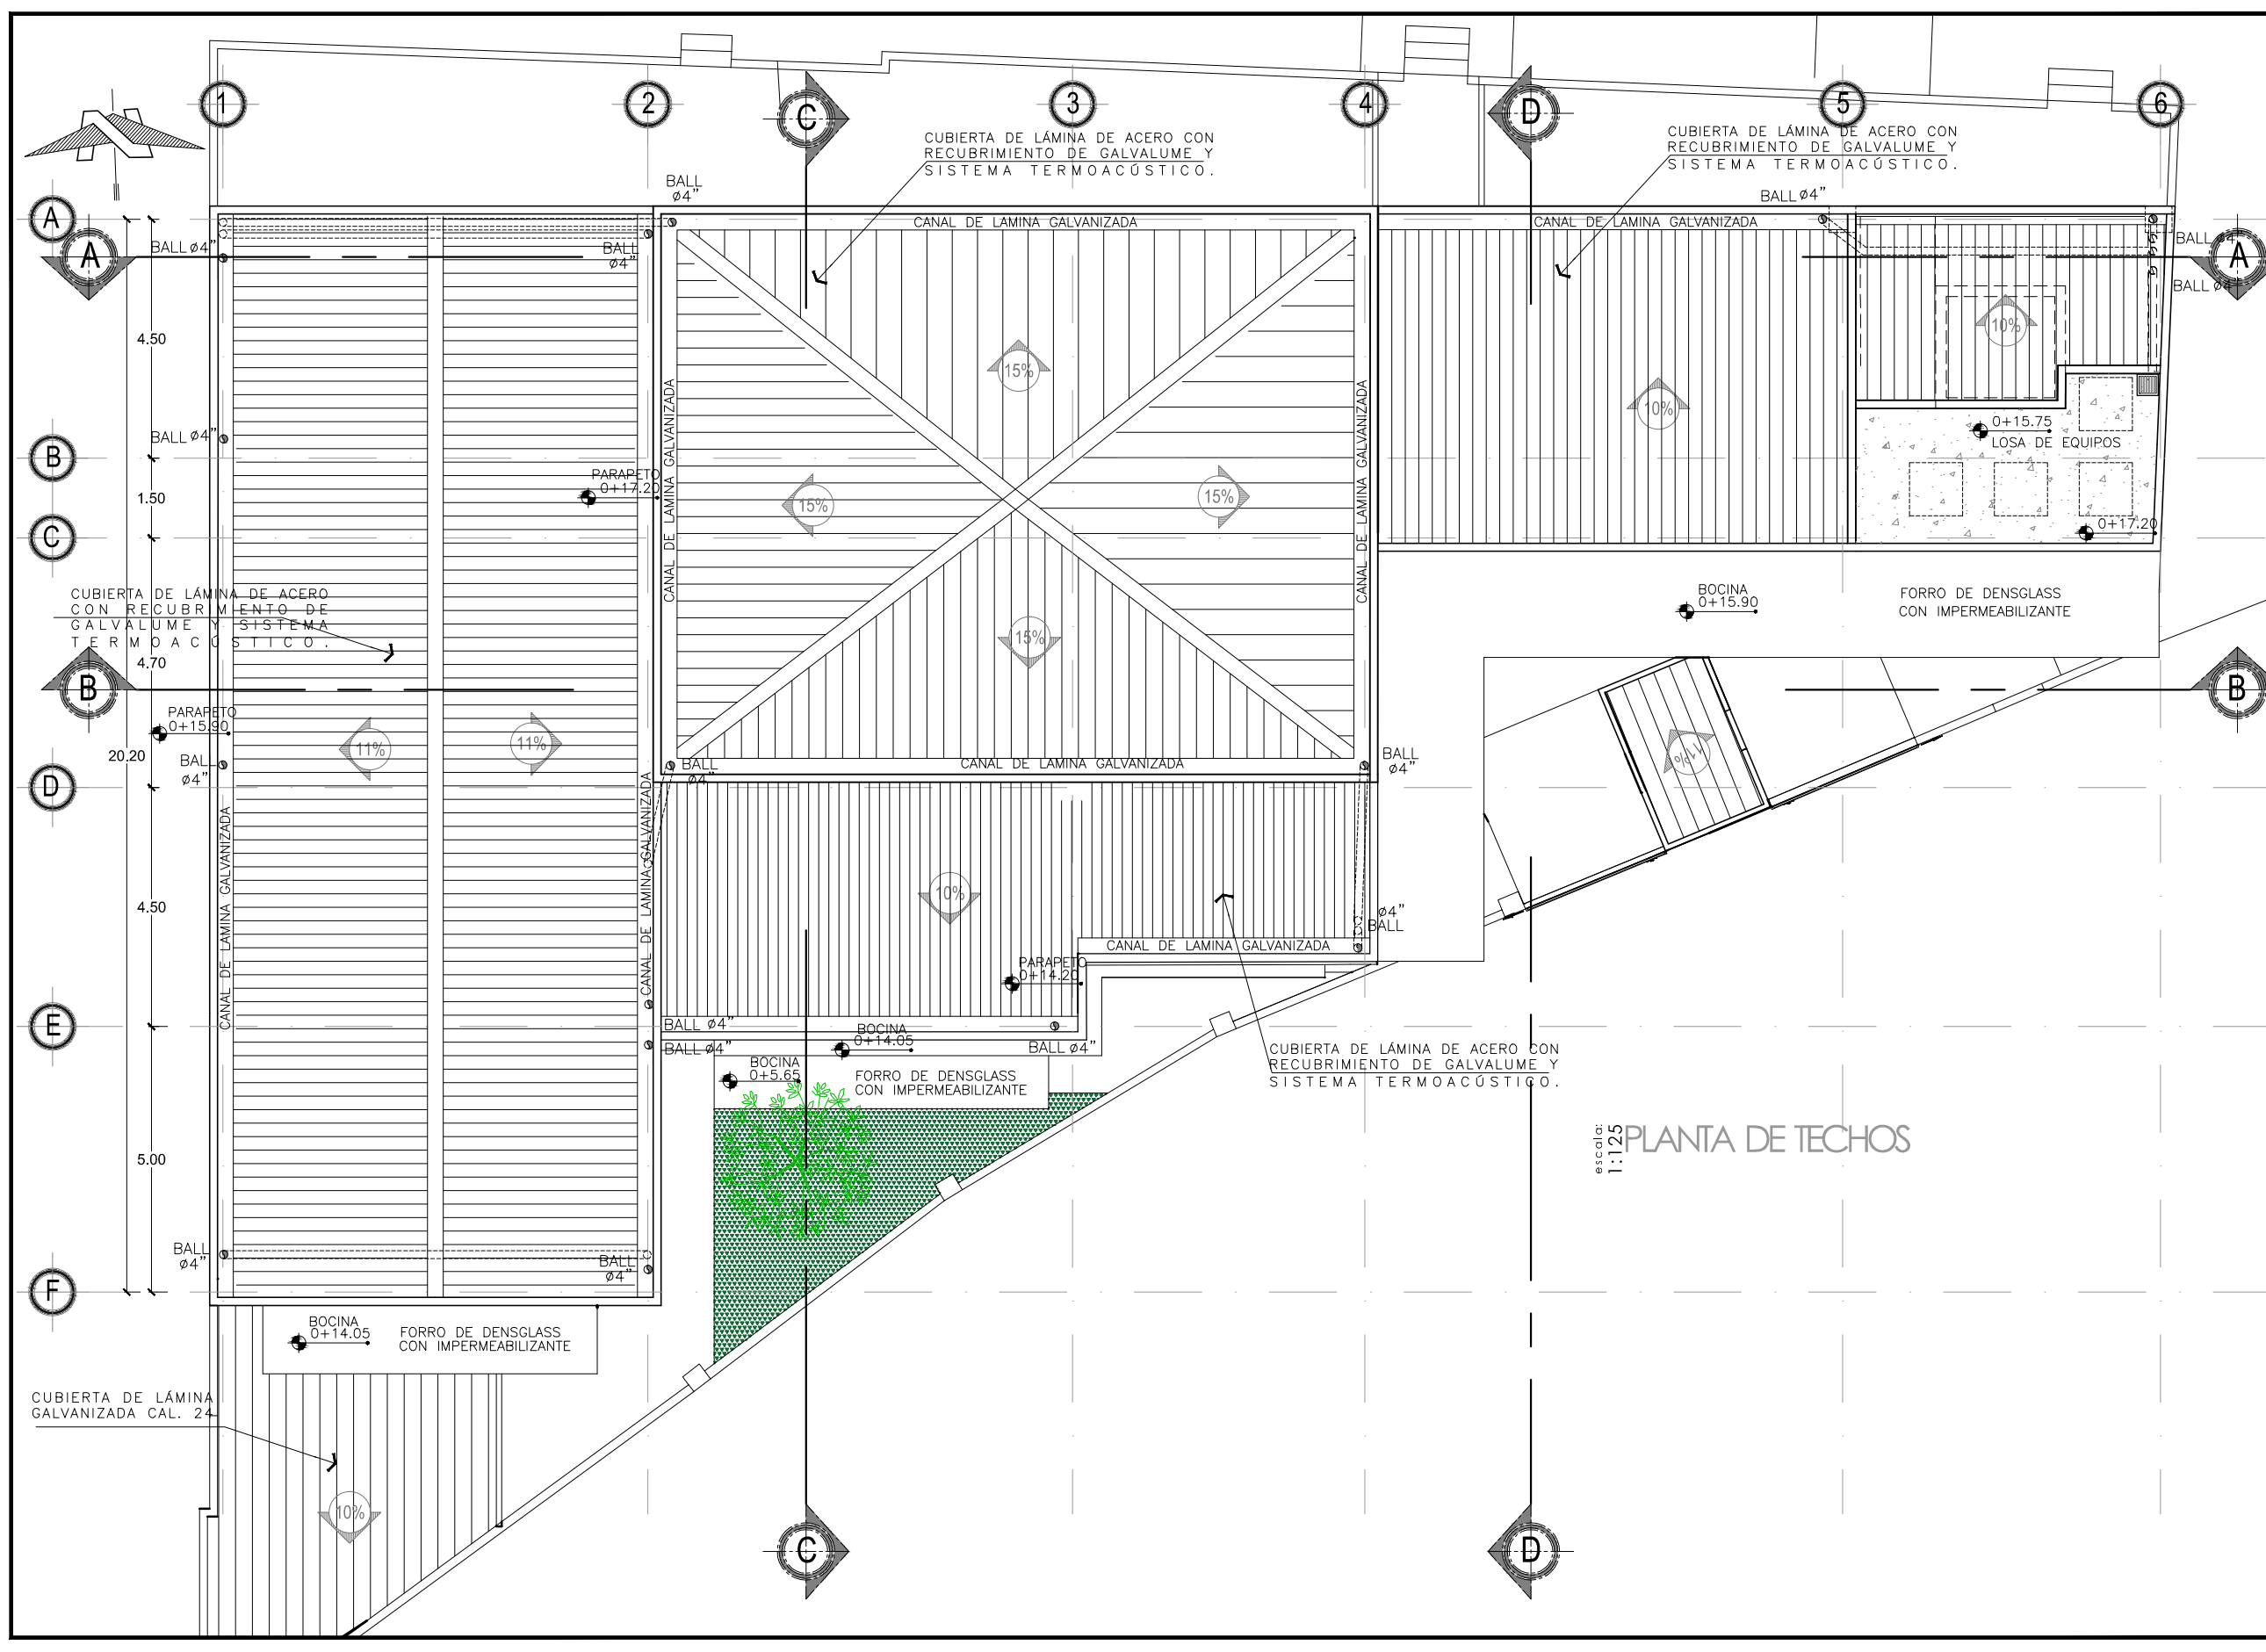 1
2
3
4
5
6
C
D
CUBIERTA DE LÁMINA DE ACERO CON
RECUBRIMIENTO DE GALVALUME Y
SISTEMA TERMOACÚSTICO.
CUBIERTA DE LÁMINA DE ACERO CON
RECUBRIMIENTO DE GALVALUME Y
SISTEMA TERMOACÚSTICO.
BALL
ø4"
BALL ø4"
A
CANAL DE LAMINA GALVANIZADA
CANAL DE LAMINA GALVANIZADA
A
BALL ø4"
BALL
ø4"
BALL ø4"
A
BALL ø4"
4.50
15%
10%
10%
CANAL DE LAMINA GALVANIZADA
CANAL DE LAMINA GALVANIZADA
BALL ø4"
0+15.75
LOSA DE EQUIPOS
B
PARAPETO
0+17.20
1.50
15%
15%
0+17.20
C
CUBIERTA DE LÁMINA DE ACERO
CON RECUBRIMIENTO DE
GALVALUME Y SISTEMA
TERMOACÚSTICO.
BOCINA
0+15.90
FORRO DE DENSGLASS
CON IMPERMEABILIZANTE
15%
4.70
B
B
PARAPETO
0+15.90
11%
11%
11%
20.20
BALL
ø4"
BALL
ø4"
CANAL DE LAMINA GALVANIZADA
BALL
ø4"
D
CANAL DE LAMINA GALVANIZADA
CANAL DE LAMINA GALVANIZADA
10%
4.50
ø4"
BALL
CANAL DE LAMINA GALVANIZADA
PARAPETO
0+14.20
E
BALL ø4"
BOCINA
0+14.05
BALL ø4"
BALL ø4"
BOCINA
0+5.65
FORRO DE DENSGLASS
CON IMPERMEABILIZANTE
CUBIERTA DE LÁMINA DE ACERO CON
RECUBRIMIENTO DE GALVALUME Y
SISTEMA TERMOACÚSTICO.
escala:
1:125
PLANTA DE TECHOS
5.00
BALL
ø4"
BALL
ø4"
F
BOCINA
0+14.05
FORRO DE DENSGLASS
CON IMPERMEABILIZANTE
CUBIERTA DE LÁMINA
GALVANIZADA CAL. 24
10%
C
D